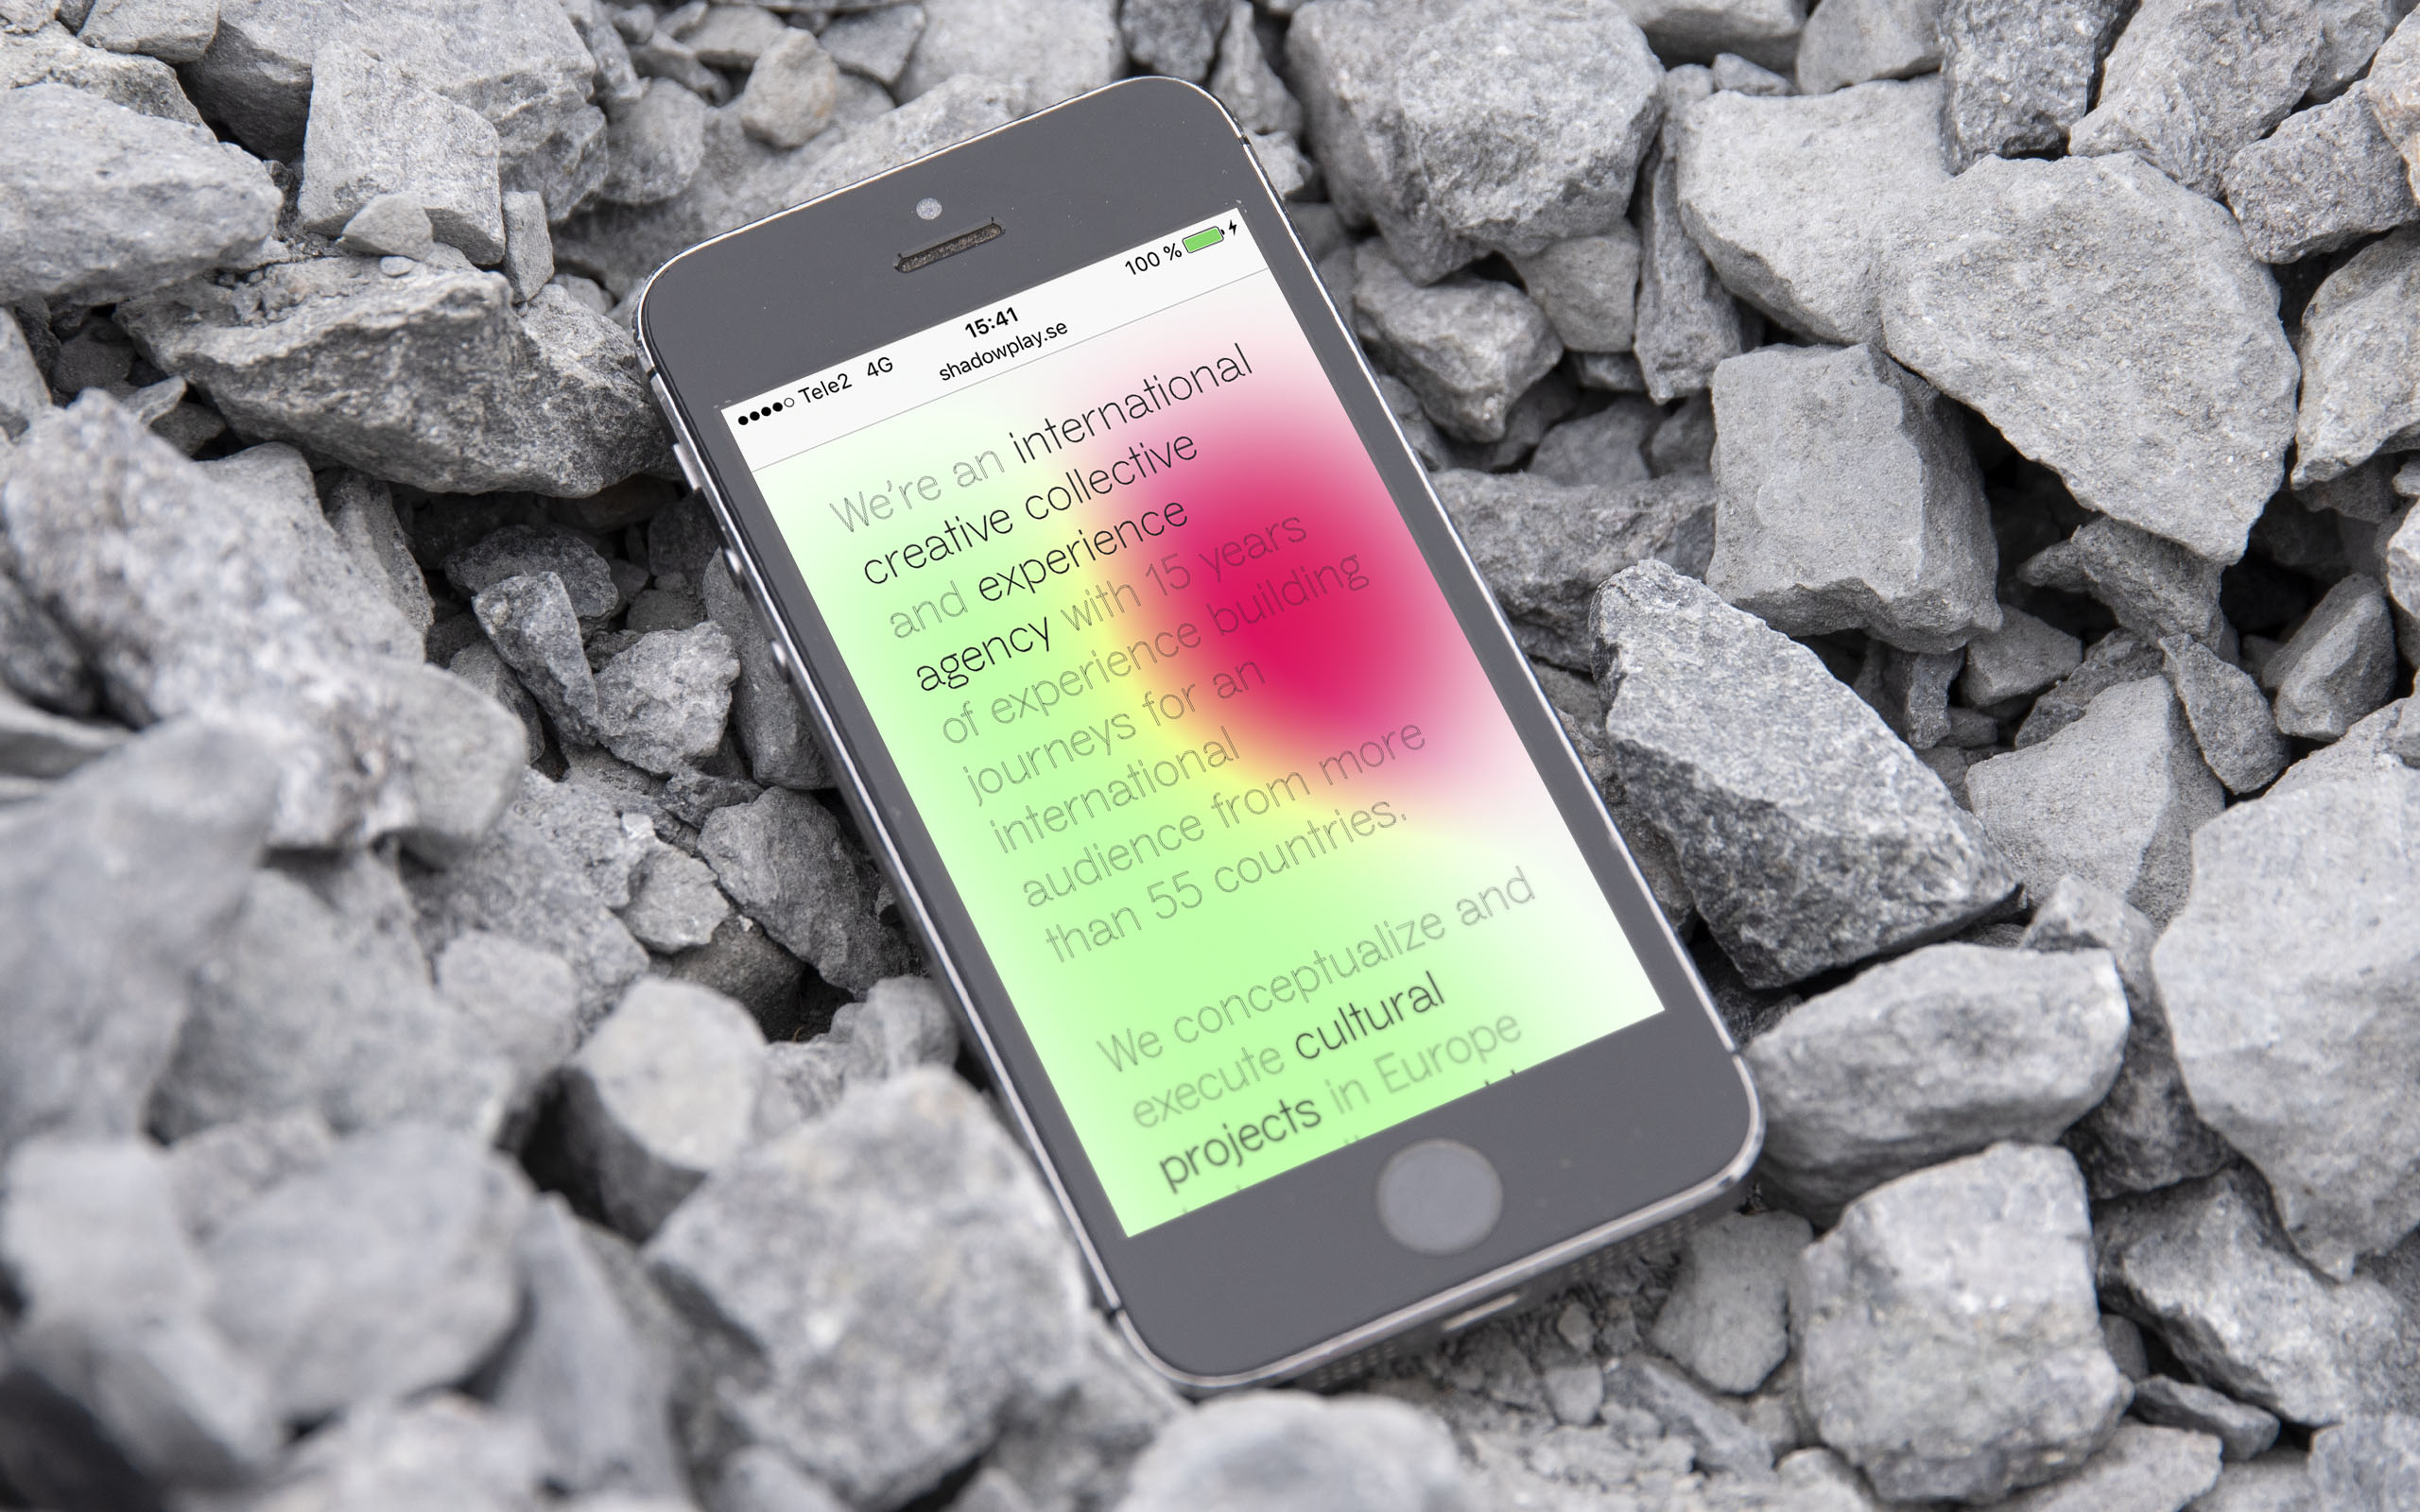 Tele2 4G 15:41 100 %
shadowplay.se
We're an international
creative collective
and experience
agency with 15 years
of experience building
journeys for an
international
audience from more
than 55 countries.
We conceptualize and
execute cultural
projects in Europe